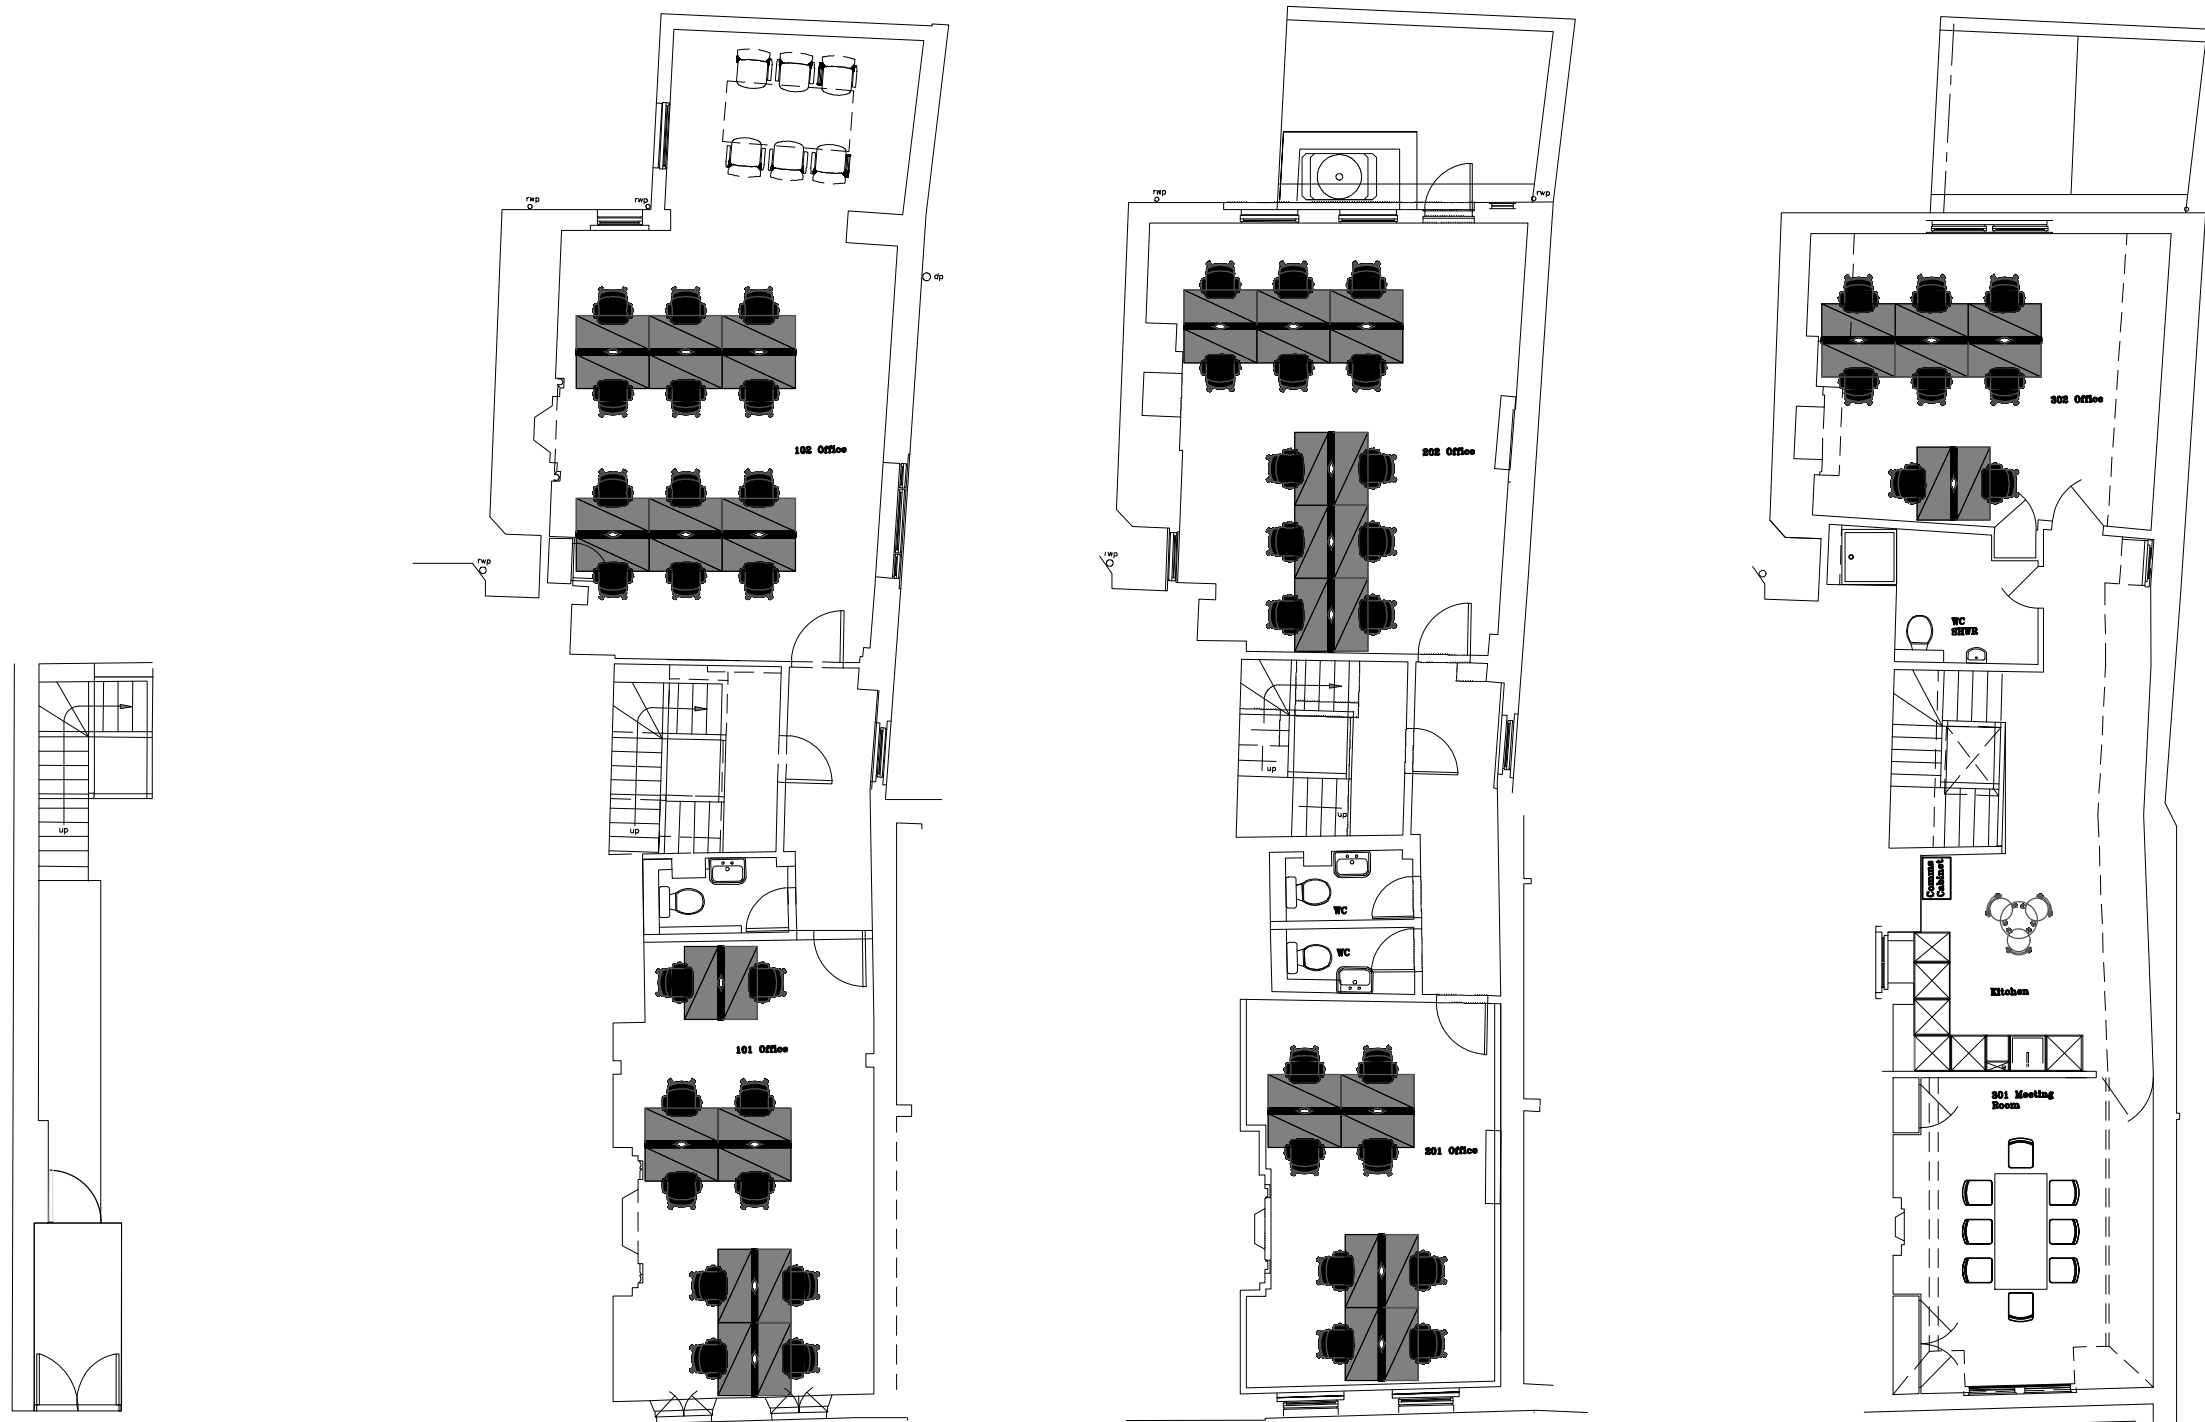 up
rwp
rwp
dp
102 Office
rwp
up
101 Office
rwp
rwp
202 Office
rwp
up
up
WC
WC
201 Office
302 Office
WC
SHWR
Comms
Cabinet
Kitchen
301 Meeting
Room